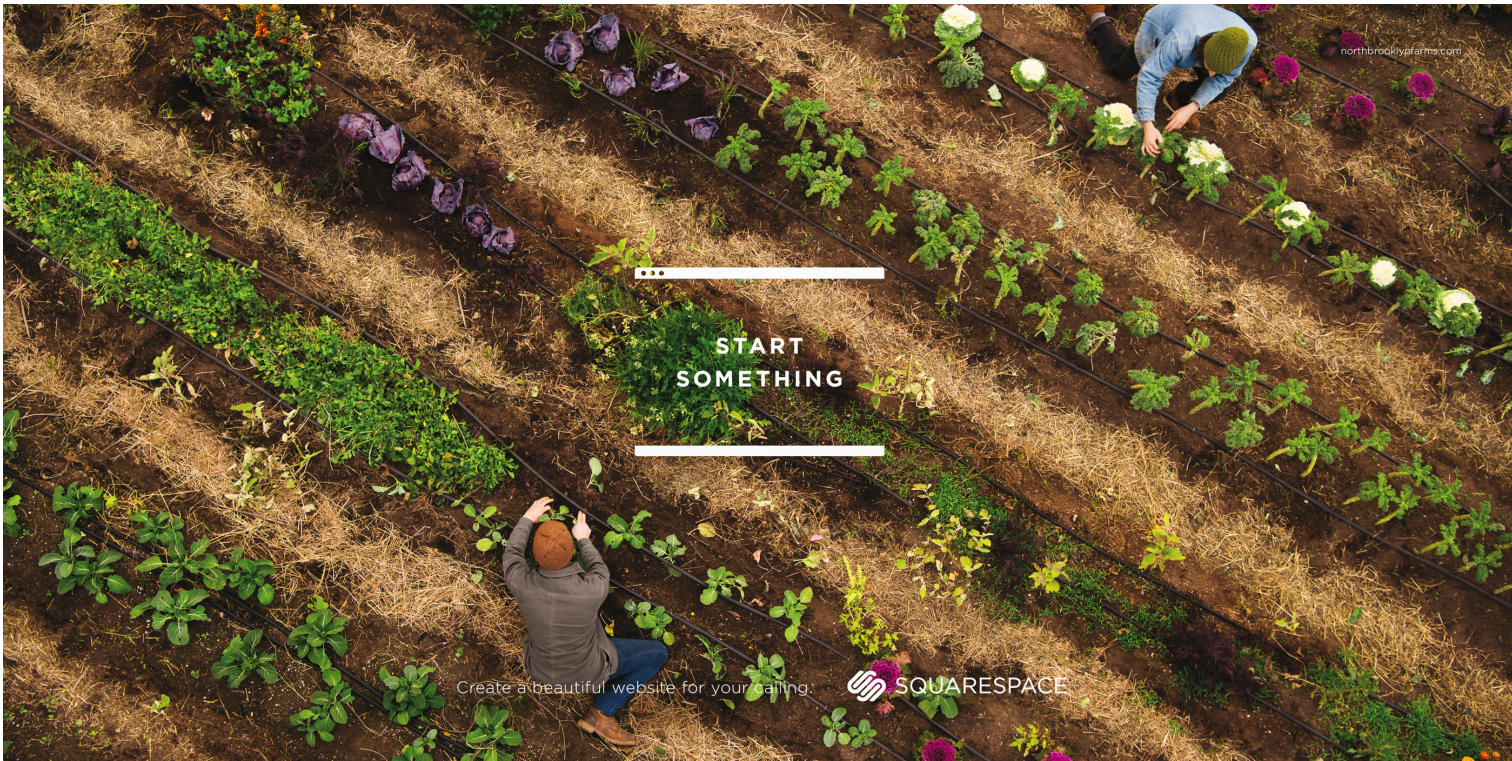 northbrooklynfarms.com
START
SOMETHING
Create a beautiful website for your calling.
SQUARESPACE